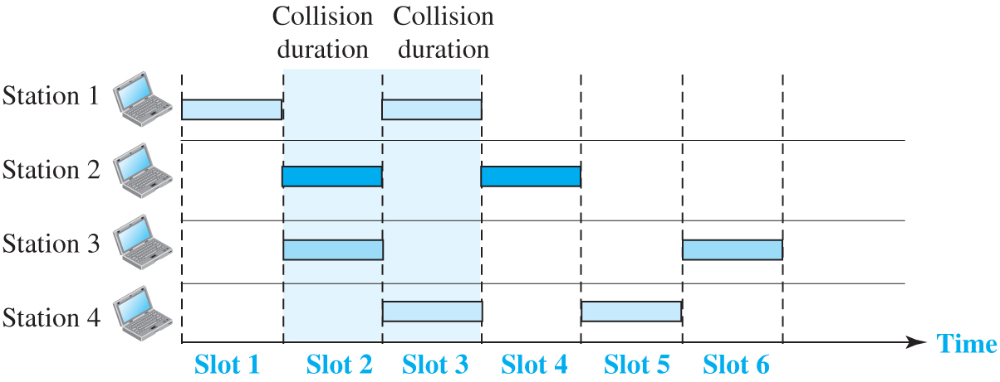 Collision Collision
duration duration
Station 1
Station 2
Station 3
Station 4
Time
Slot 1 Slot 2 Slot 3 Slot 4 Slot 5 Slot 6